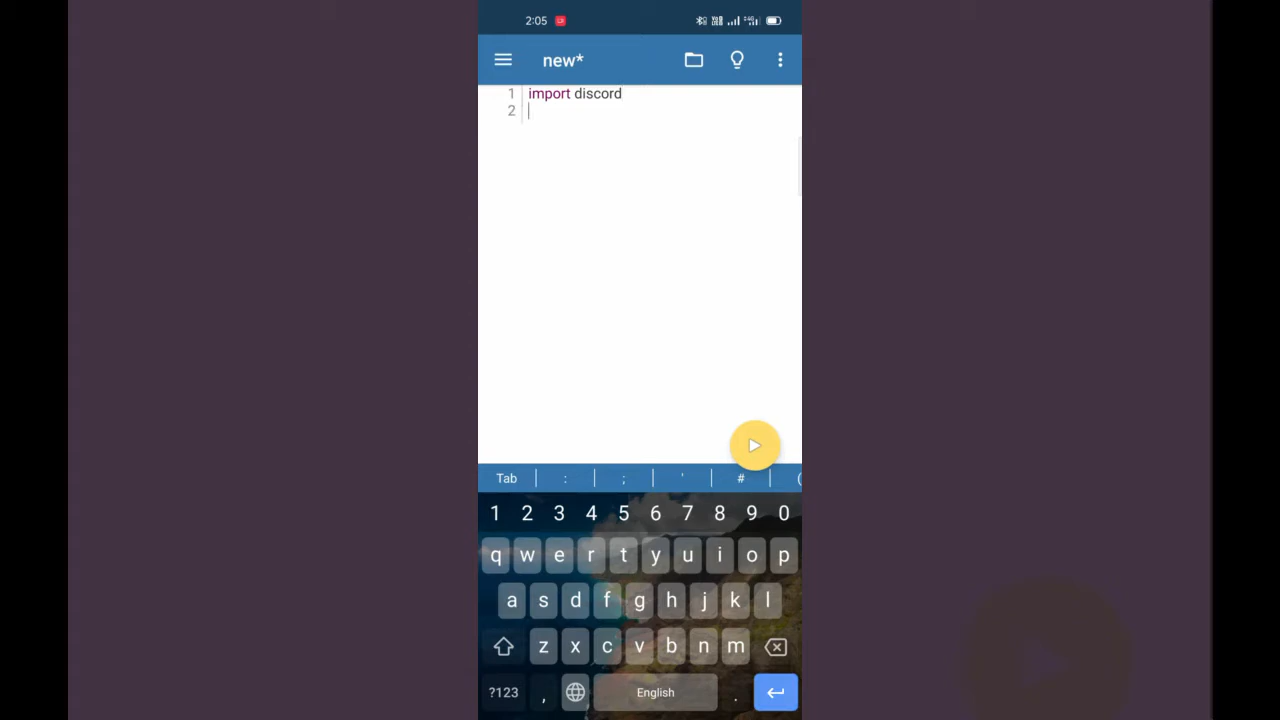 2:05
new*
1 import discord
2
Tab : ; ' # (
1 2 3 4 5 6 7 8 9 0
q w e r t y u i o p
a s d f g h j k l
z x c v b n m
?123 , English .